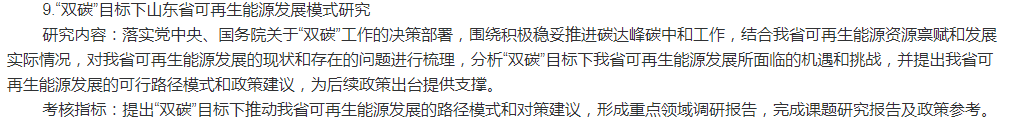 9.“双碳”目标下山东省可再生能源发展模式研究
研究内容：落实党中央、国务院关于“双碳”工作的决策部署，围绕积极稳妥推进碳达峰碳中和工作，结合我省可再生能源资源禀赋和发展
实际情况，对我省可再生能源发展的现状和存在的问题进行梳理，分析“双碳”目标下我省可再生能源发展所面临的机遇和挑战，并提出我省可
再生能源发展的可行路径模式和政策建议，为后续政策出台提供支撑。
考核指标：提出“双碳”目标下推动我省可再生能源发展的路径模式和对策建议，形成重点领域调研报告，完成课题研究报告及政策参考。